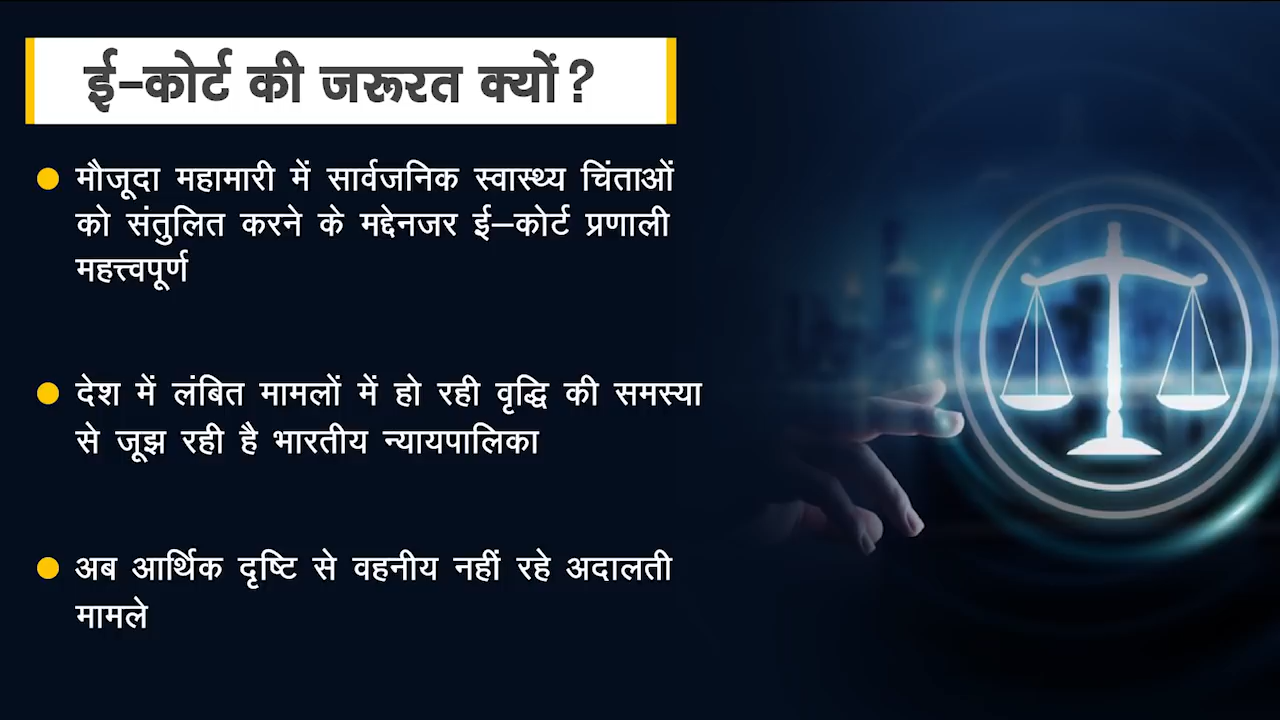 ई-कोर्ट की जरूरत क्यों?
मौजूदा महामारी में सार्वजनिक स्वास्थ्य चिंताओं
को संतुलित करने के मद्देनजर ई–कोर्ट प्रणाली
महत्त्वपूर्ण
देश में लंबित मामलों में हो रही वृद्धि की समस्या
से जूझ रही है भारतीय न्यायपालिका
अब आर्थिक दृष्टि से वहनीय नहीं रहे अदालती
मामले